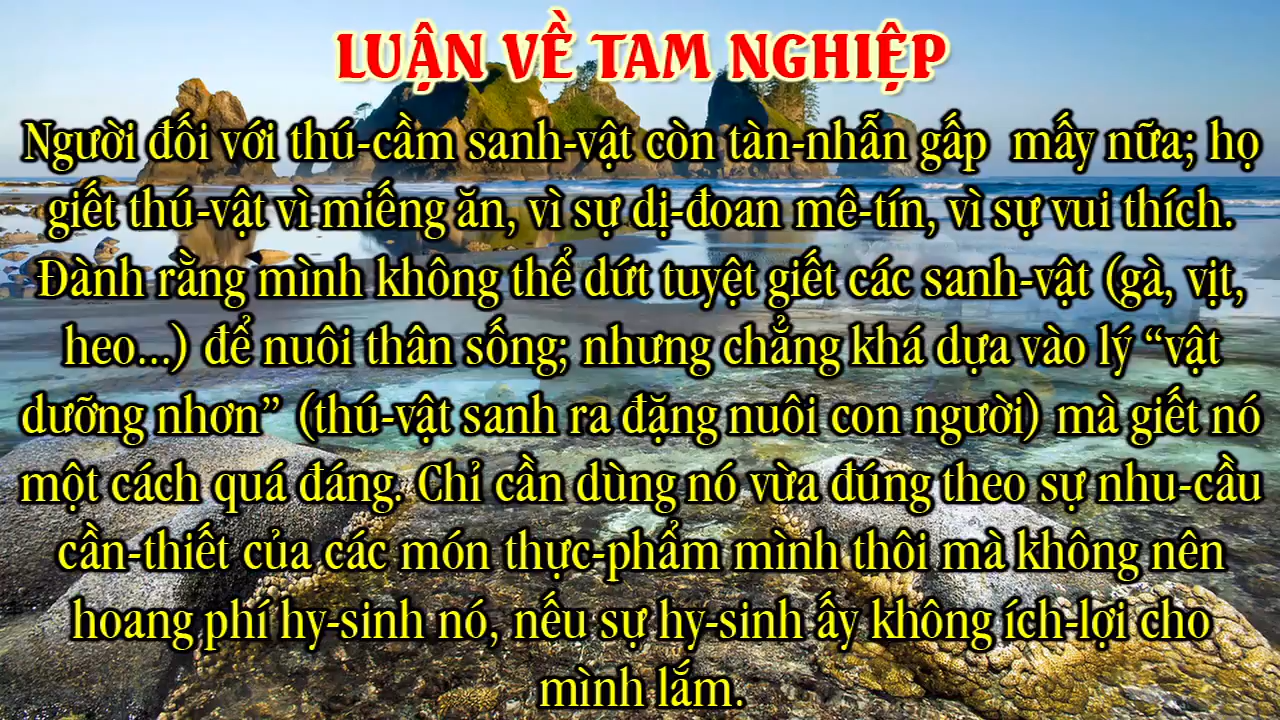 LUẬN VỀ TAM NGHIỆP
Người đối với thú-cầm sanh-vật còn tàn-nhẫn gấp mấy nữa; họ
giết thú-vật vì miếng ăn, vì sự dị-đoan mê-tín, vì sự vui thích.
Đành rằng mình không thể dứt tuyệt giết các sanh-vật (gà, vịt,
heo...) để nuôi thân sống; nhưng chẳng khá dựa vào lý “vật
dưỡng nhơn” (thú-vật sanh ra đặng nuôi con người) mà giết nó
một cách quá đáng. Chỉ cần dùng nó vừa đúng theo sự nhu-cầu
cần-thiết của các món thực-phẩm mình thôi mà không nên
hoang phí hy-sinh nó, nếu sự hy-sinh ấy không ích-lợi cho
mình lắm.